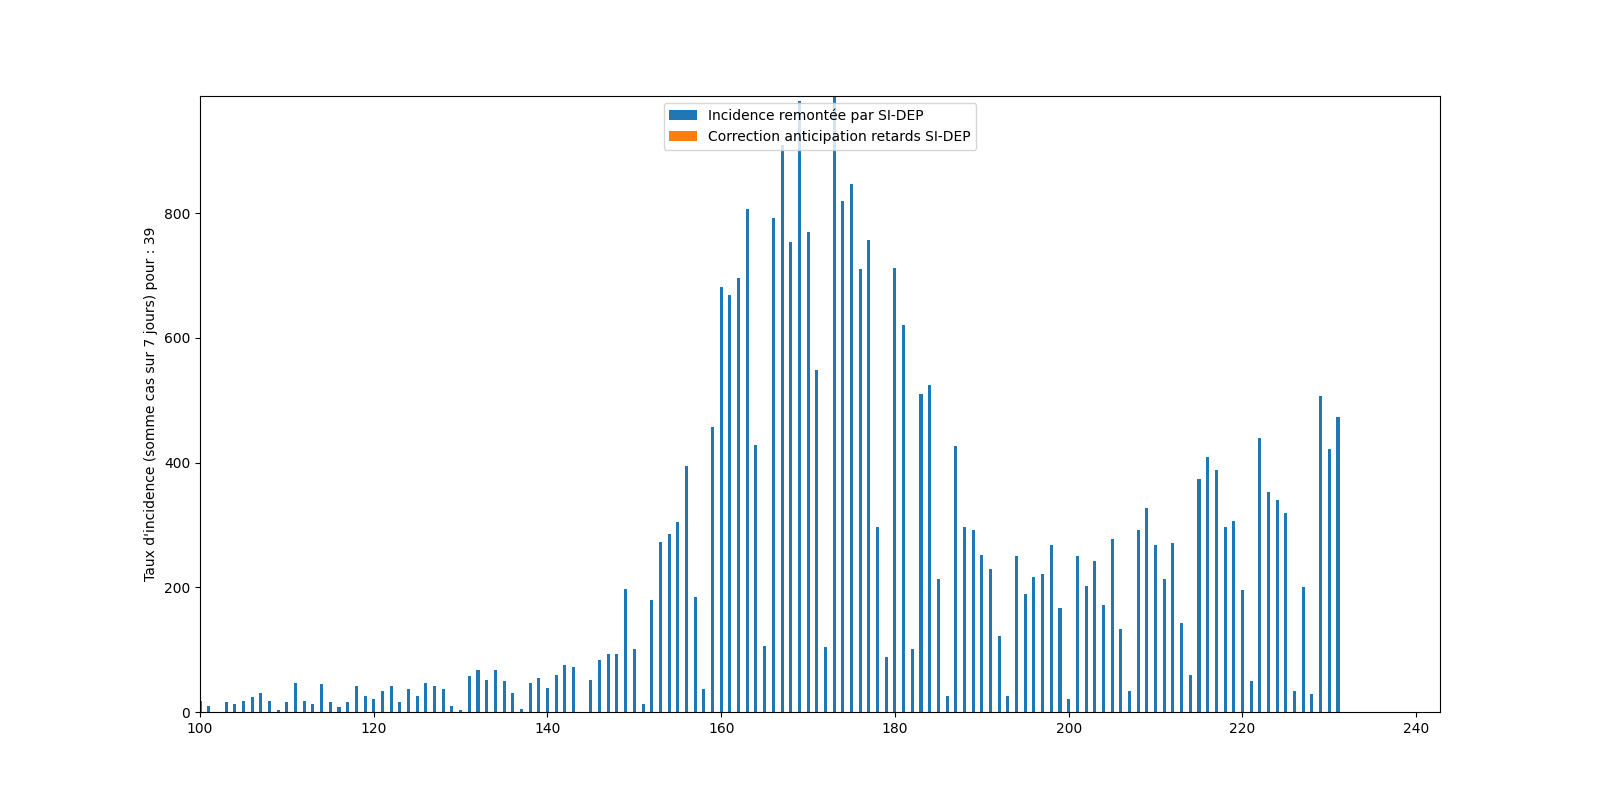 Incidence remontée par SI-DEP
Correction anticipation retards SI-DEP
Taux d'incidence (somme cas sur 7 jours) pour : 39
800
600
400
200
0
100 120 140 160 180 200 220 240